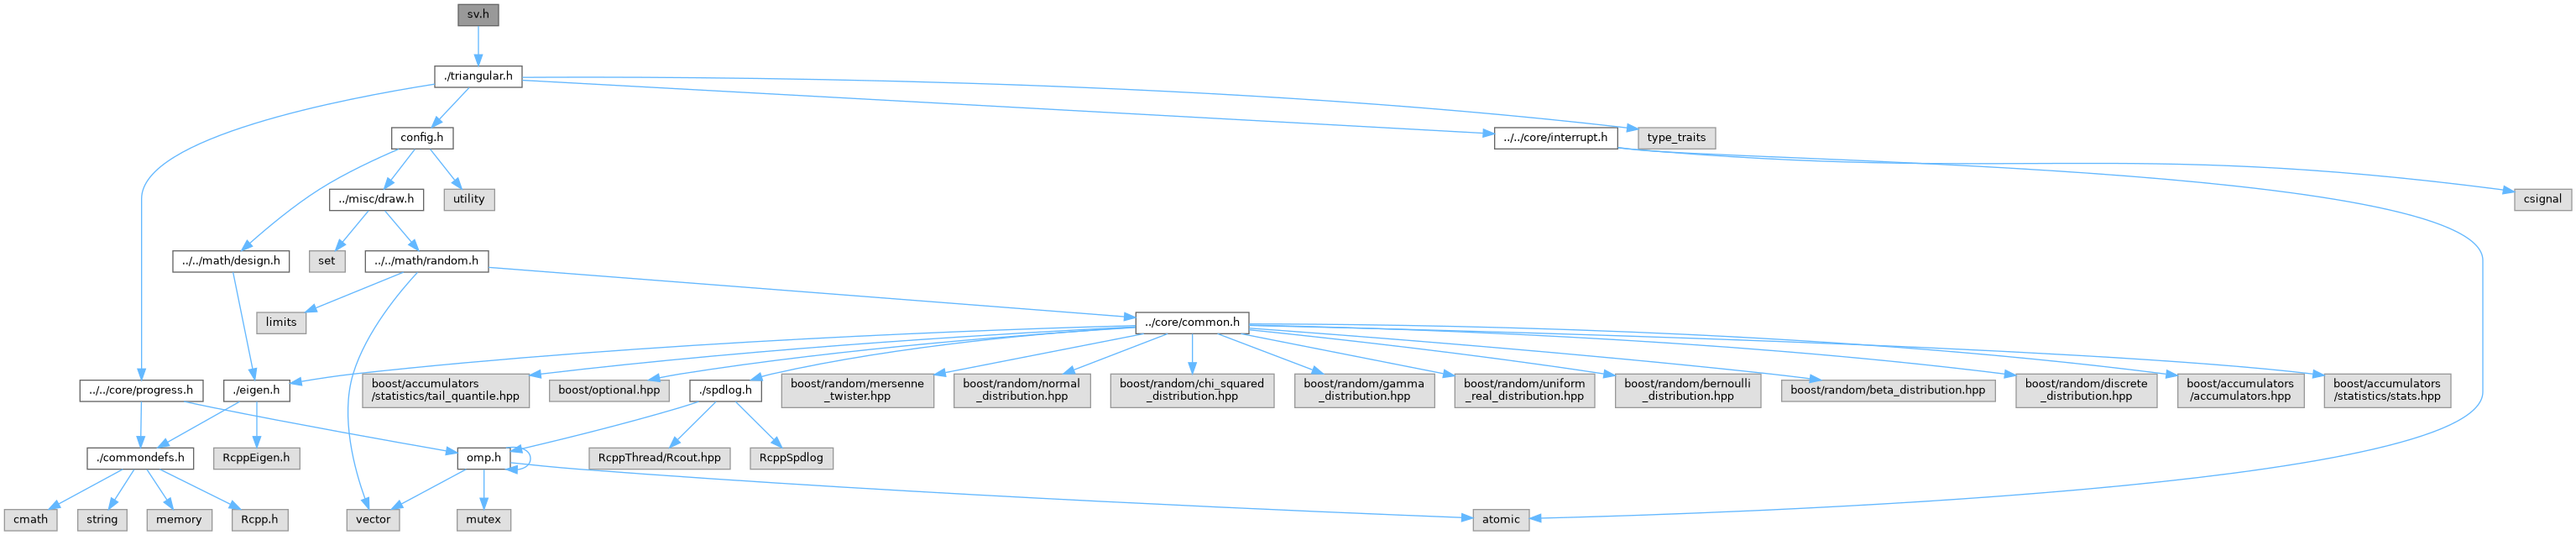 sv.h
./triangular.h
config.h
../../core/interrupt.h
type_traits
../misc/draw.h
utility
csignal
../../math/design.h
set
../../math/random.h
limits
../core/common.h
../../core/progress.h
./eigen.h
boost/accumulators
/statistics/tail_quantile.hpp
boost/optional.hpp
./spdlog.h
boost/random/mersenne
_twister.hpp
boost/random/normal
_distribution.hpp
boost/random/chi_squared
_distribution.hpp
boost/random/gamma
_distribution.hpp
boost/random/uniform
_real_distribution.hpp
boost/random/bernoulli
_distribution.hpp
boost/random/beta_distribution.hpp
boost/random/discrete
_distribution.hpp
boost/accumulators
/accumulators.hpp
boost/accumulators
/statistics/stats.hpp
./commondefs.h
RcppEigen.h
omp.h
RcppThread/Rcout.hpp
RcppSpdlog
cmath
string
memory
Rcpp.h
vector
mutex
atomic